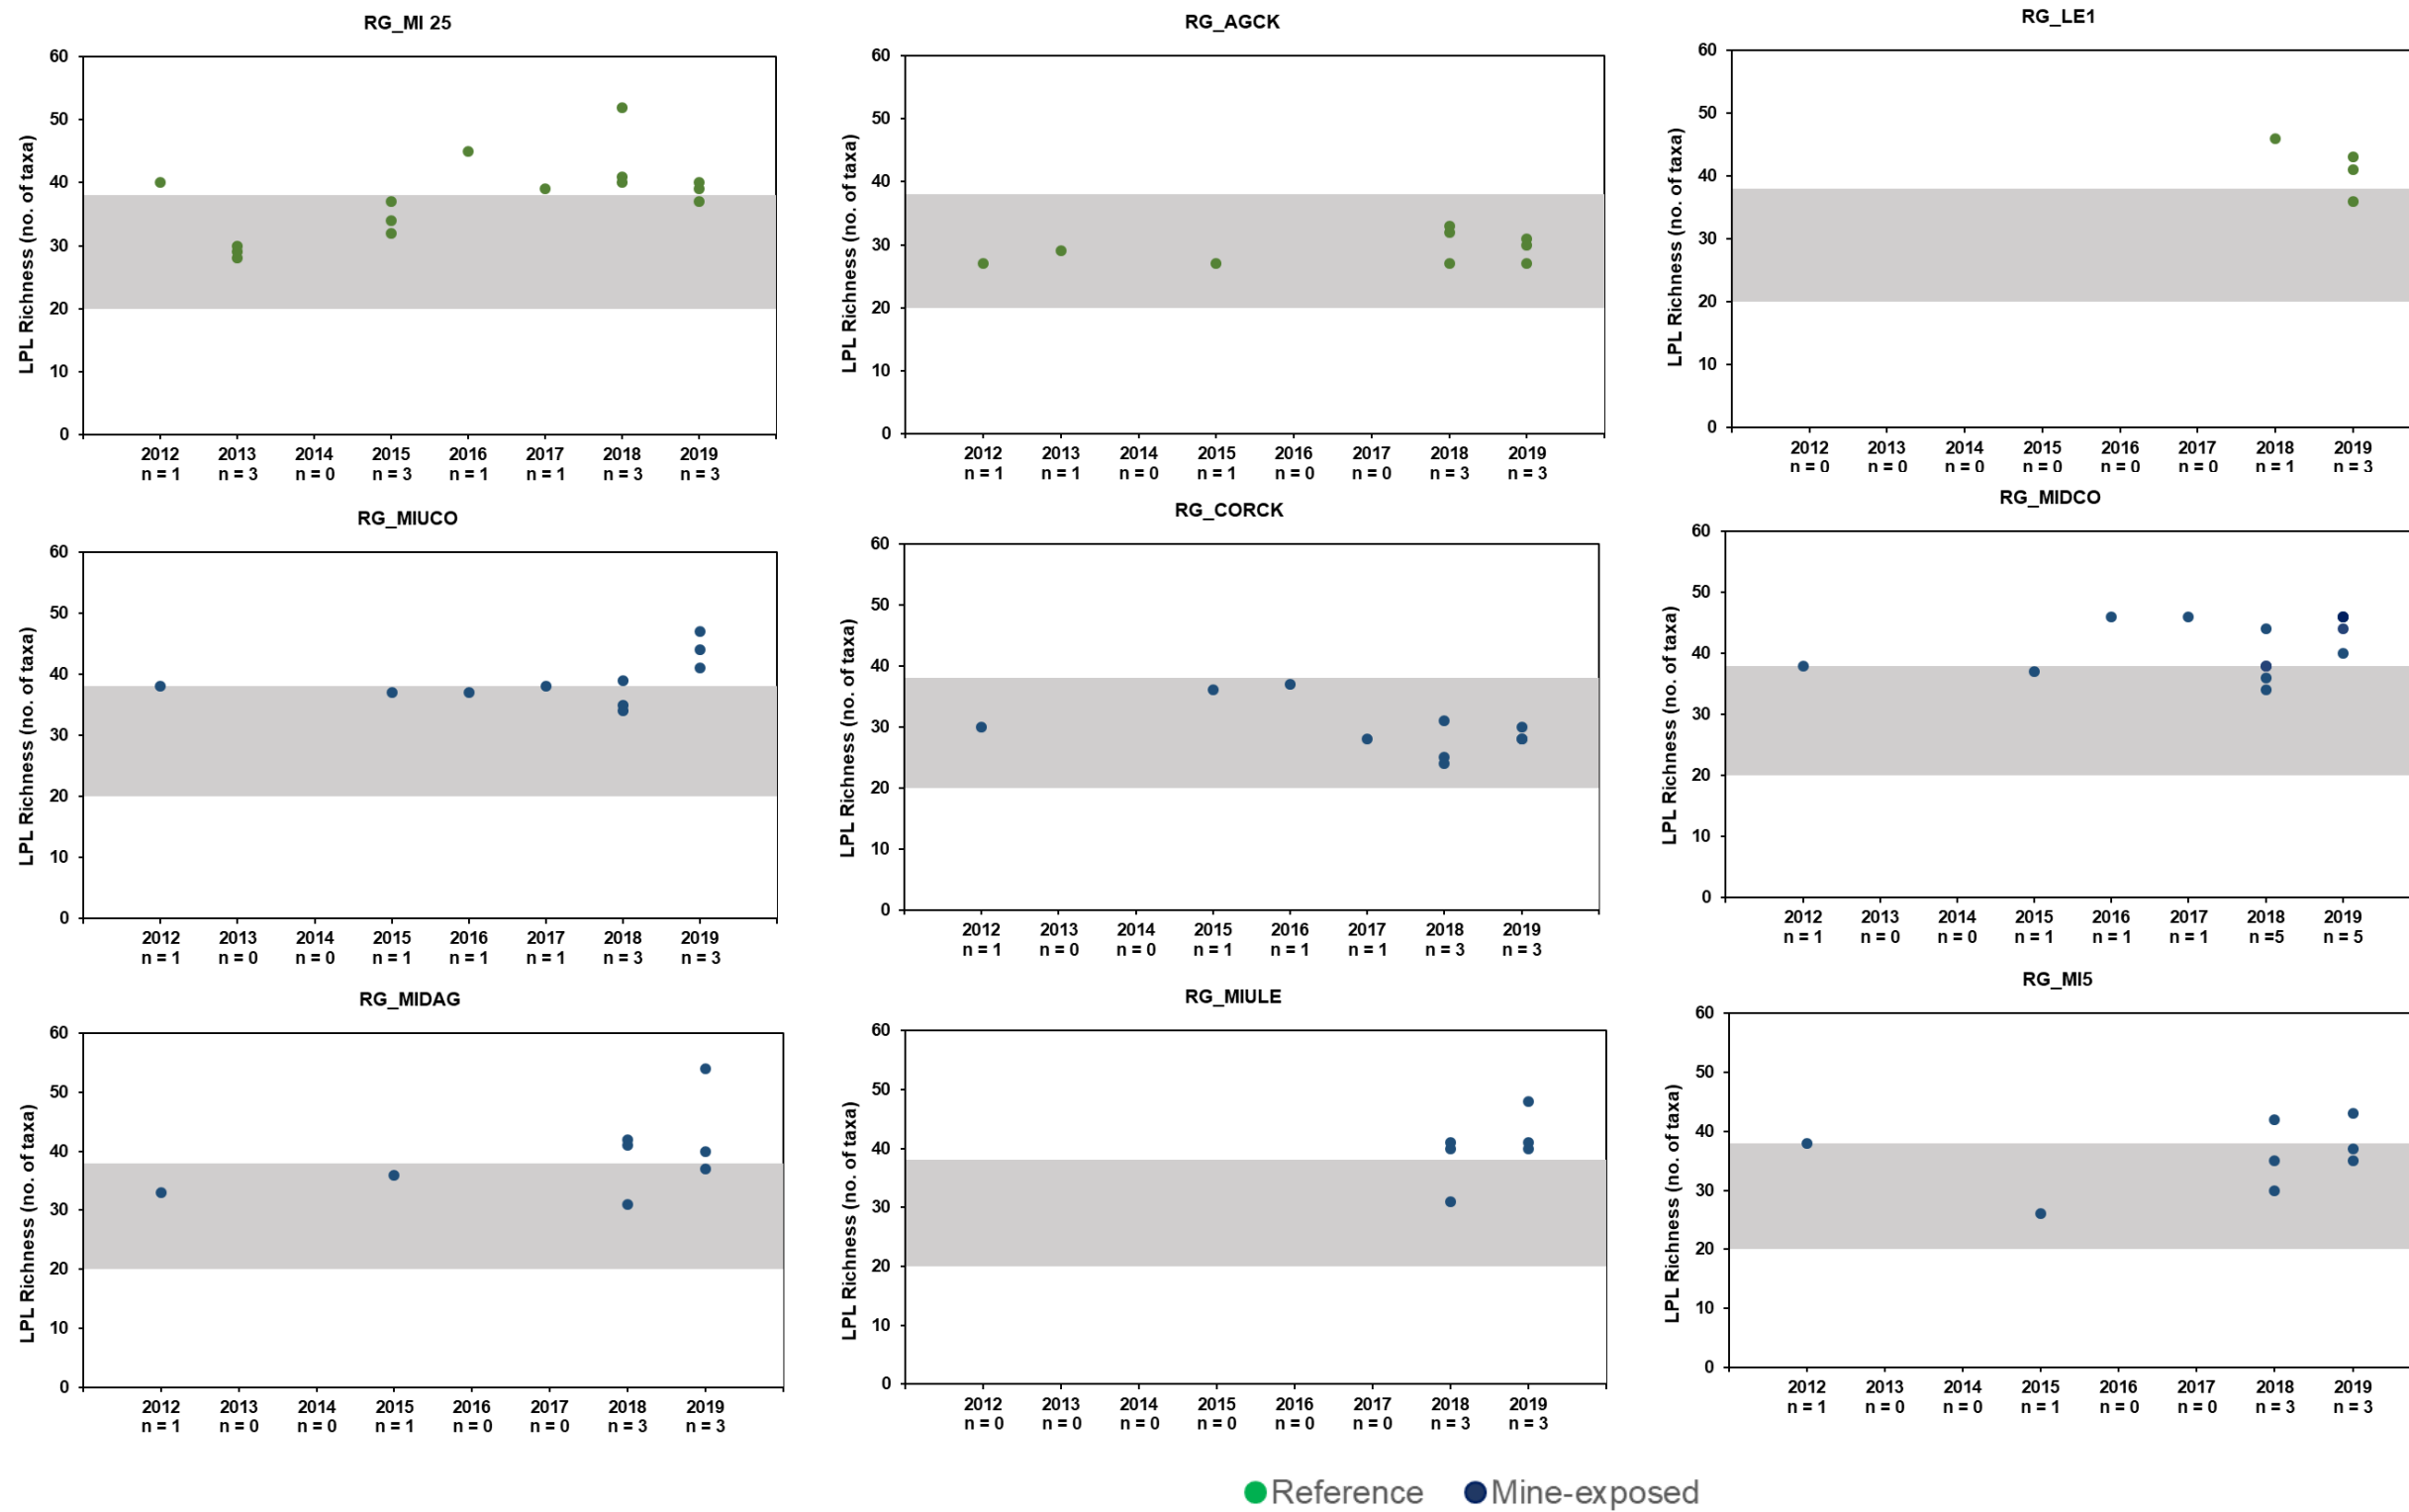 RG_MI 25
LPL Richness (no. of taxa)
60
50
40
30
20
10
0
2012 2013 2014 2015 2016 2017 2018 2019
n = 1 n = 3 n = 0 n = 3 n = 1 n = 1 n = 3 n = 3
RG_AGCK
LPL Richness (no. of taxa)
60
50
40
30
20
10
0
2012 2013 2014 2015 2016 2017 2018 2019
n = 1 n = 1 n = 0 n = 1 n = 0 n = 0 n = 3 n = 3
RG_LE1
LPL Richness (no. of taxa)
60
50
40
30
20
10
0
2012 2013 2014 2015 2016 2017 2018 2019
n = 0 n = 0 n = 0 n = 0 n = 0 n = 0 n = 1 n = 3
RG_MIUCO
LPL Richness (no. of taxa)
60
50
40
30
20
10
0
2012 2013 2014 2015 2016 2017 2018 2019
n = 1 n = 0 n = 0 n = 1 n = 1 n = 1 n = 3 n = 3
RG_CORCK
LPL Richness (no. of taxa)
60
50
40
30
20
10
0
2012 2013 2014 2015 2016 2017 2018 2019
n = 1 n = 0 n = 0 n = 1 n = 1 n = 1 n = 3 n = 3
RG_MIDCO
LPL Richness (no. of taxa)
60
50
40
30
20
10
0
2012 2013 2014 2015 2016 2017 2018 2019
n = 1 n = 0 n = 0 n = 1 n = 1 n = 1 n =5 n = 5
RG_MIDAG
LPL Richness (no. of taxa)
60
50
40
30
20
10
0
2012 2013 2014 2015 2016 2017 2018 2019
n = 1 n = 0 n = 0 n = 1 n = 0 n = 0 n = 3 n = 3
RG_MIULE
LPL Richness (no. of taxa)
60
50
40
30
20
10
0
2012 2013 2014 2015 2016 2017 2018 2019
n = 0 n = 0 n = 0 n = 0 n = 0 n = 0 n = 3 n = 3
RG_MI5
LPL Richness (no. of taxa)
60
50
40
30
20
10
0
2012 2013 2014 2015 2016 2017 2018 2019
n = 1 n = 0 n = 0 n = 1 n = 0 n = 0 n = 3 n = 3
Reference Mine-exposed